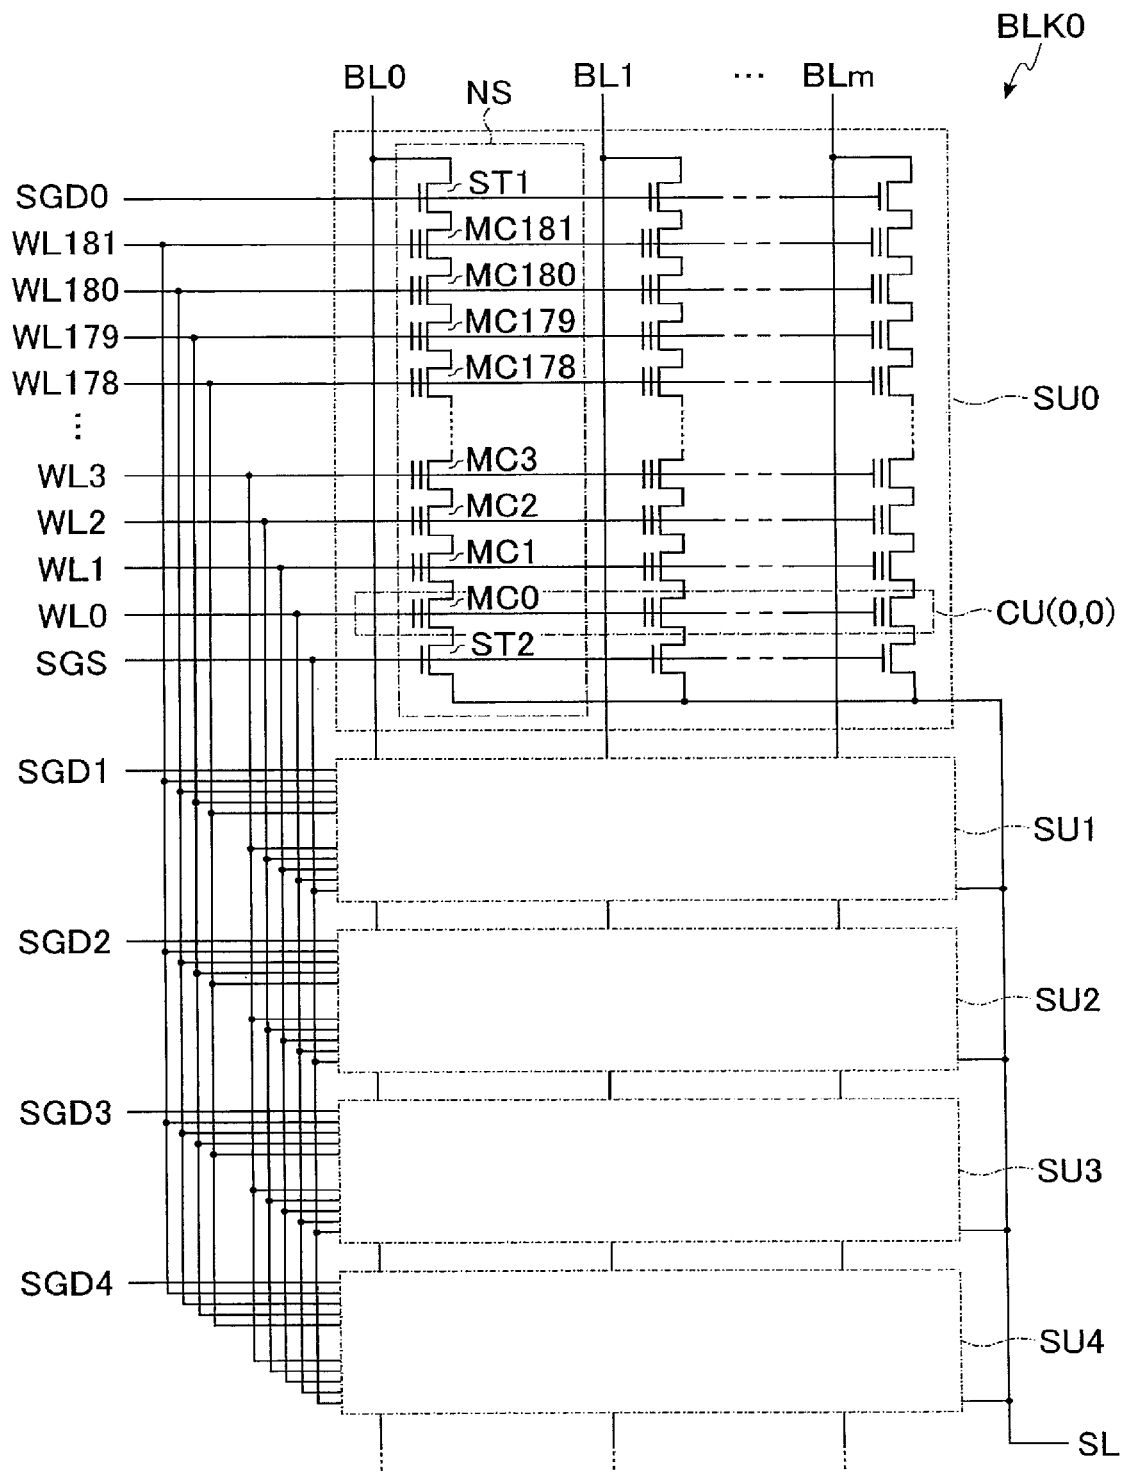 BLK0
BL0
NS
BL1
...
BLm
SGD0
ST1
WL181
MC181
WL180
MC180
WL179
MC179
WL178
MC178
SU0
⋮
WL3
MC3
WL2
MC2
WL1
MC1
WL0
MC0
CU(0,0)
SGS
ST2
SGD1
SU1
SGD2
SU2
SGD3
SU3
SGD4
SU4
SL